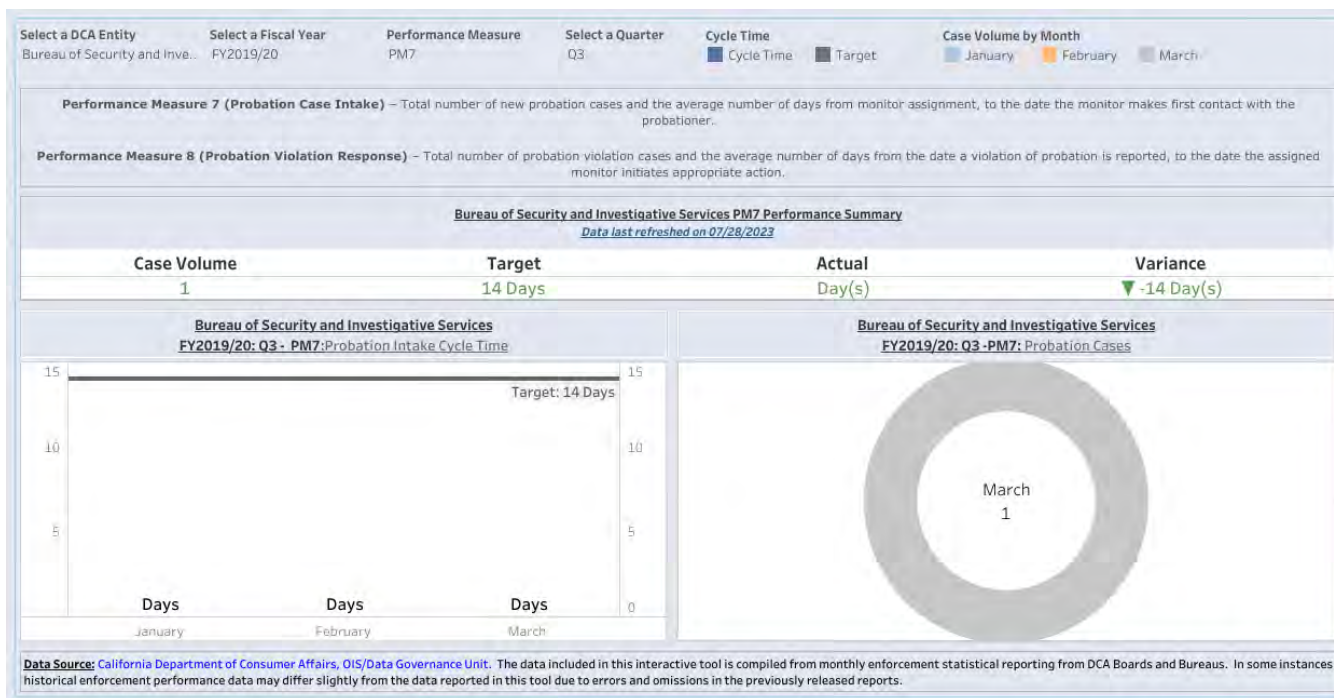 Select a DCA Entity Select a Fiscal Year Performance Measure Select a Quarter Cycle Time Case Volume by Month
Bureau of Security and Inve.. FY2019/20 PM7 Q3 Cycle Time Target January February March
Performance Measure 7 (Probation Case Intake) – Total number of new probation cases and the average number of days from monitor assignment, to the date the monitor makes first contact with the
probationer..
Performance Measure 8 (Probation Violation Response) – Total number of probation violation cases and the average number of days from the date a violation of probation is reported, to the date the assigned
monitor initiates appropriate action.
Bureau of Security and Investigative Services PM7 Performance Summary
Data last refreshed on 07/28/2023
Case Volume Target Actual Variance
1 14 Days Day(s) ▼ -14 Day(s)
Bureau of Security and Investigative Services
FY2019/20: Q3 - PM7:Probation Intake Cycle Time
15 15
Target: 14 Days
10 10
5 5
0
Days Days Days
January February March
Bureau of Security and Investigative Services
FY2019/20: Q3 -PM7: Probation Cases
March
1
Data Source: California Department of Consumer Affairs, OIS/Data Governance Unit. The data included in this interactive tool is compiled from monthly enforcement statistical reporting from DCA Boards and Bureaus. In some instances
historical enforcement performance data may differ slightly from the data reported in this tool due to errors and omissions in the previously released reports.